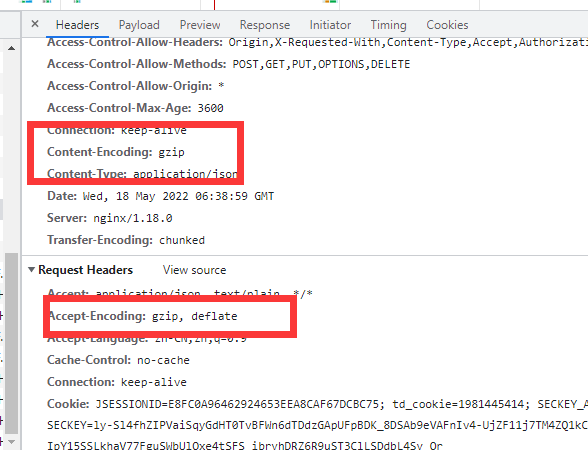 Headers Payload Preview Response Initiator Timing Cookies
Access-Control-Allow-Headers: Origin,X-Requested-With,Content-Type,Accept,Authorizati
Access-Control-Allow-Methods: POST,GET,PUT,OPTIONS,DELETE
Access-Control-Allow-Origin: *
Access-Control-Max-Age: 3600
Connection: keep-alive
Content-Encoding: gzip
Content-Type: application/json
Date: Wed, 18 May 2022 06:38:59 GMT
Server: nginx/1.18.0
Transfer-Encoding: chunked
Request Headers View source
Accept: application/json, text/plain, */*
Accept-Encoding: gzip, deflate
Accept-Language: zh-CN,zh;q=0.9
Cache-Control: no-cache
Connection: keep-alive
Cookie: JSESSIONID=E8FC0A96462924653EEA8CAF67DCBC75; td_cookie=1981445414; SECKEY_A
SECKEY=ly-Sl4fhZIPVaiSqyGdHT0TvBFWn6dTDdzGApUFpBDK_8DSAb9eVAFnIv4-UjZF11j7TM4ZQ1kC